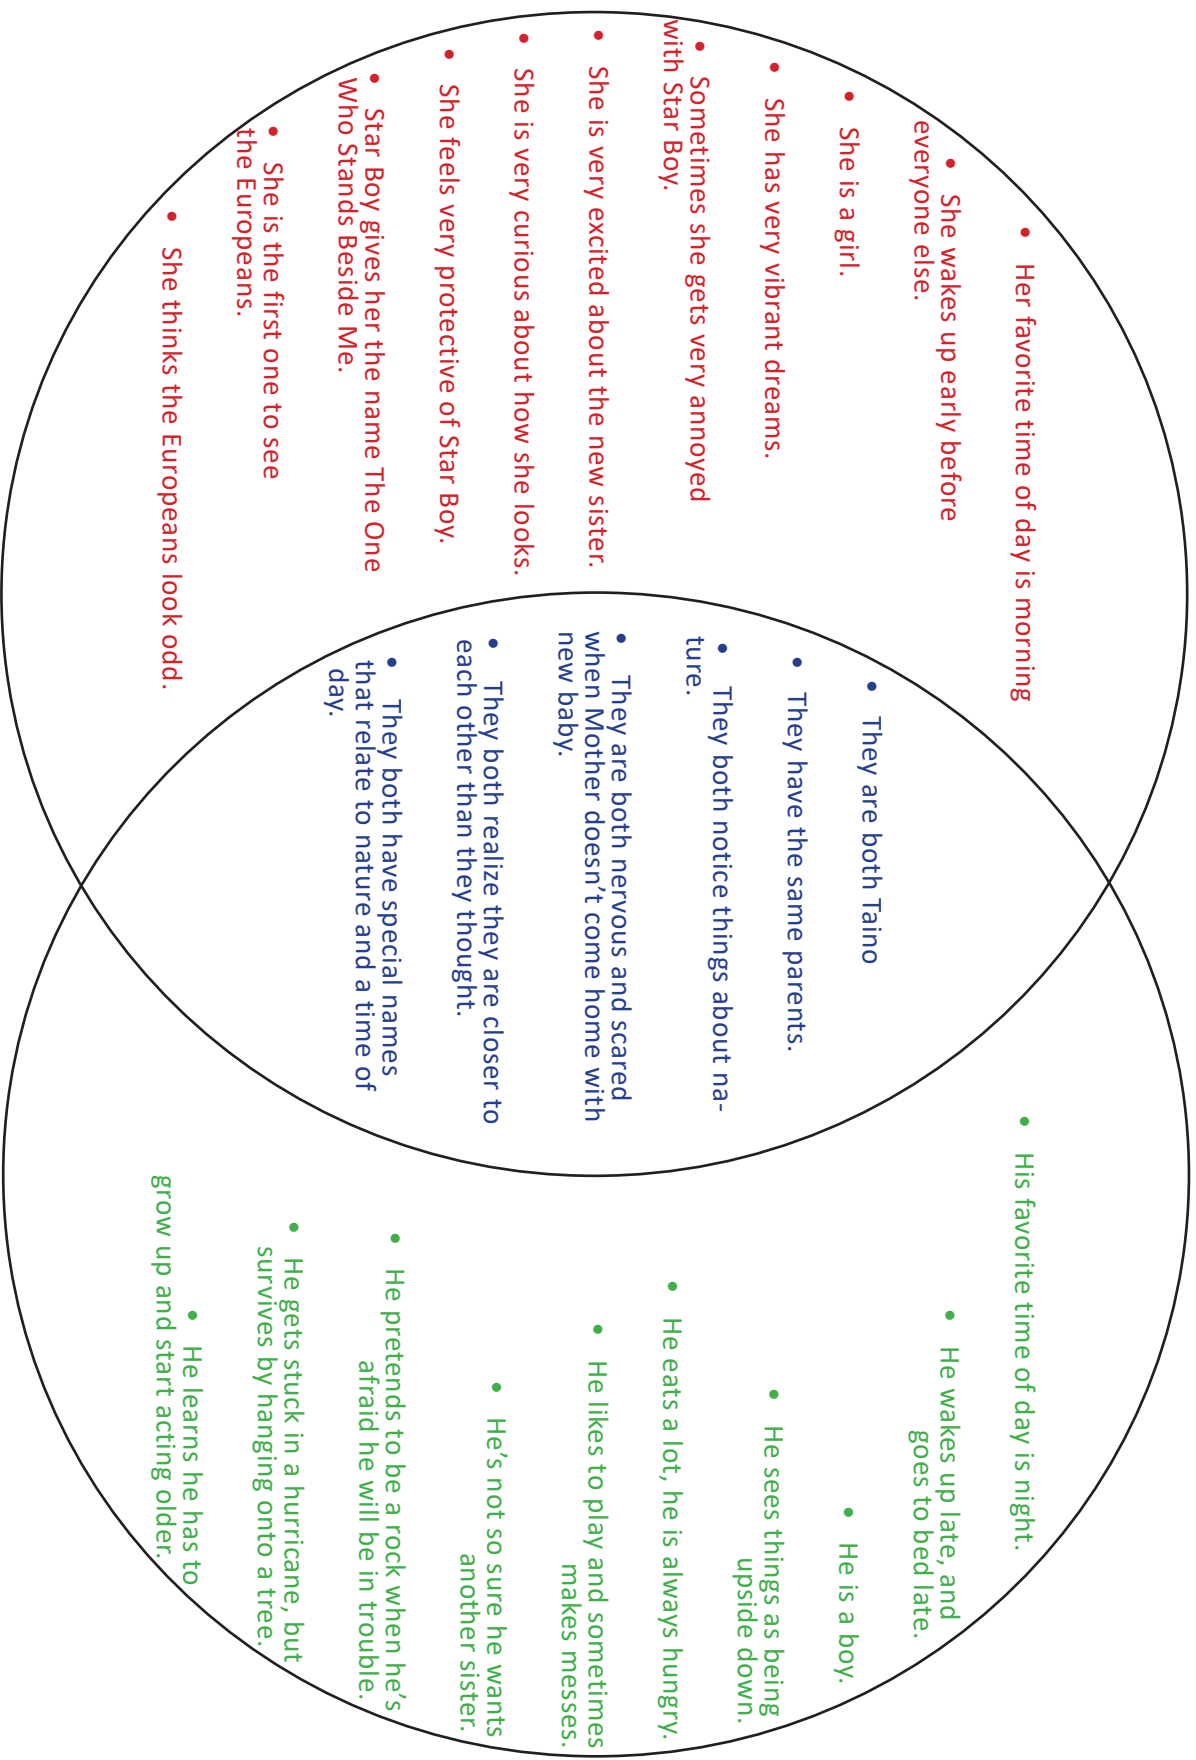 • Her favorite time of day is morning
• She wakes up early before
everyone else.
• She is a girl.
• She has very vibrant dreams.
• Sometimes she gets very annoyed
with Star Boy.
• She is very excited about the new sister.
• She is very curious about how she looks.
• She feels very protective of Star Boy.
• Star Boy gives her the name The One
Who Stands Beside Me.
• She is the first one to see
the Europeans.
• She thinks the Europeans look odd.
• They are both Taino
• They have the same parents.
• They both notice things about na-
ture.
• They are both nervous and scared
when Mother doesn't come home with
new baby.
• They both realize they are closer to
each other than they thought.
• They both have special names
that relate to nature and a time of
day.
• His favorite time of day is night.
• He wakes up late, and
goes to bed late.
• He is a boy.
• He sees things as being
upside down.
• He eats a lot, he is always hungry.
• He likes to play and sometimes
makes messes.
• He's not so sure he wants
another sister.
• He pretends to be a rock when he's
afraid he will be in trouble.
• He gets stuck in a hurricane, but
survives by hanging onto a tree.
• He learns he has to
grow up and start acting older.